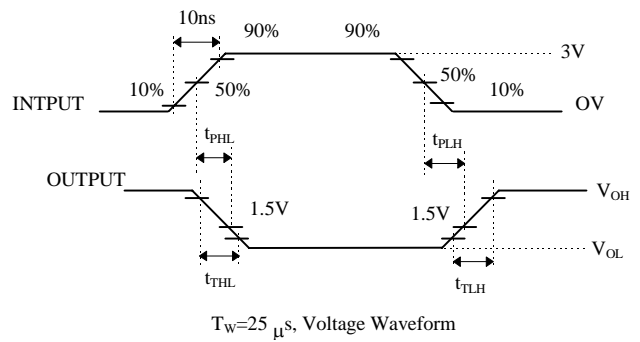 10ns
90% 90%
3V
10% 50% 50% 10%
INTPUT OV
tPHL tPLH
OUTPUT
1.5V 1.5V VOH
VOL
tTHL tTLH
TW=25 μs, Voltage Waveform